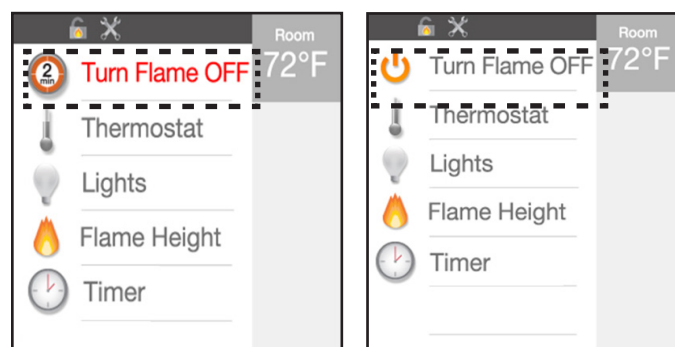 Room
72°F
2
min
Turn Flame OFF
Thermostat
Lights
Flame Height
Timer
Room
72°F
Turn Flame OFF
Thermostat
Lights
Flame Height
Timer